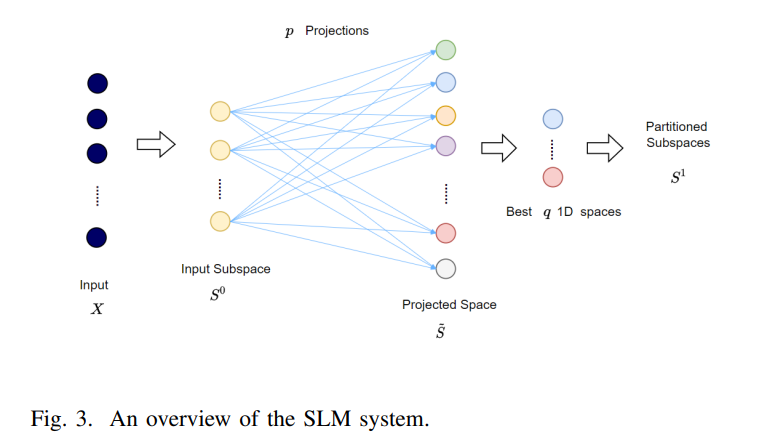 p Projections
Partitioned
Subspaces
S¹
Best q 1D spaces
Input Subspace
S⁰
Input
X
Projected Space
S̃
Fig. 3. An overview of the SLM system.